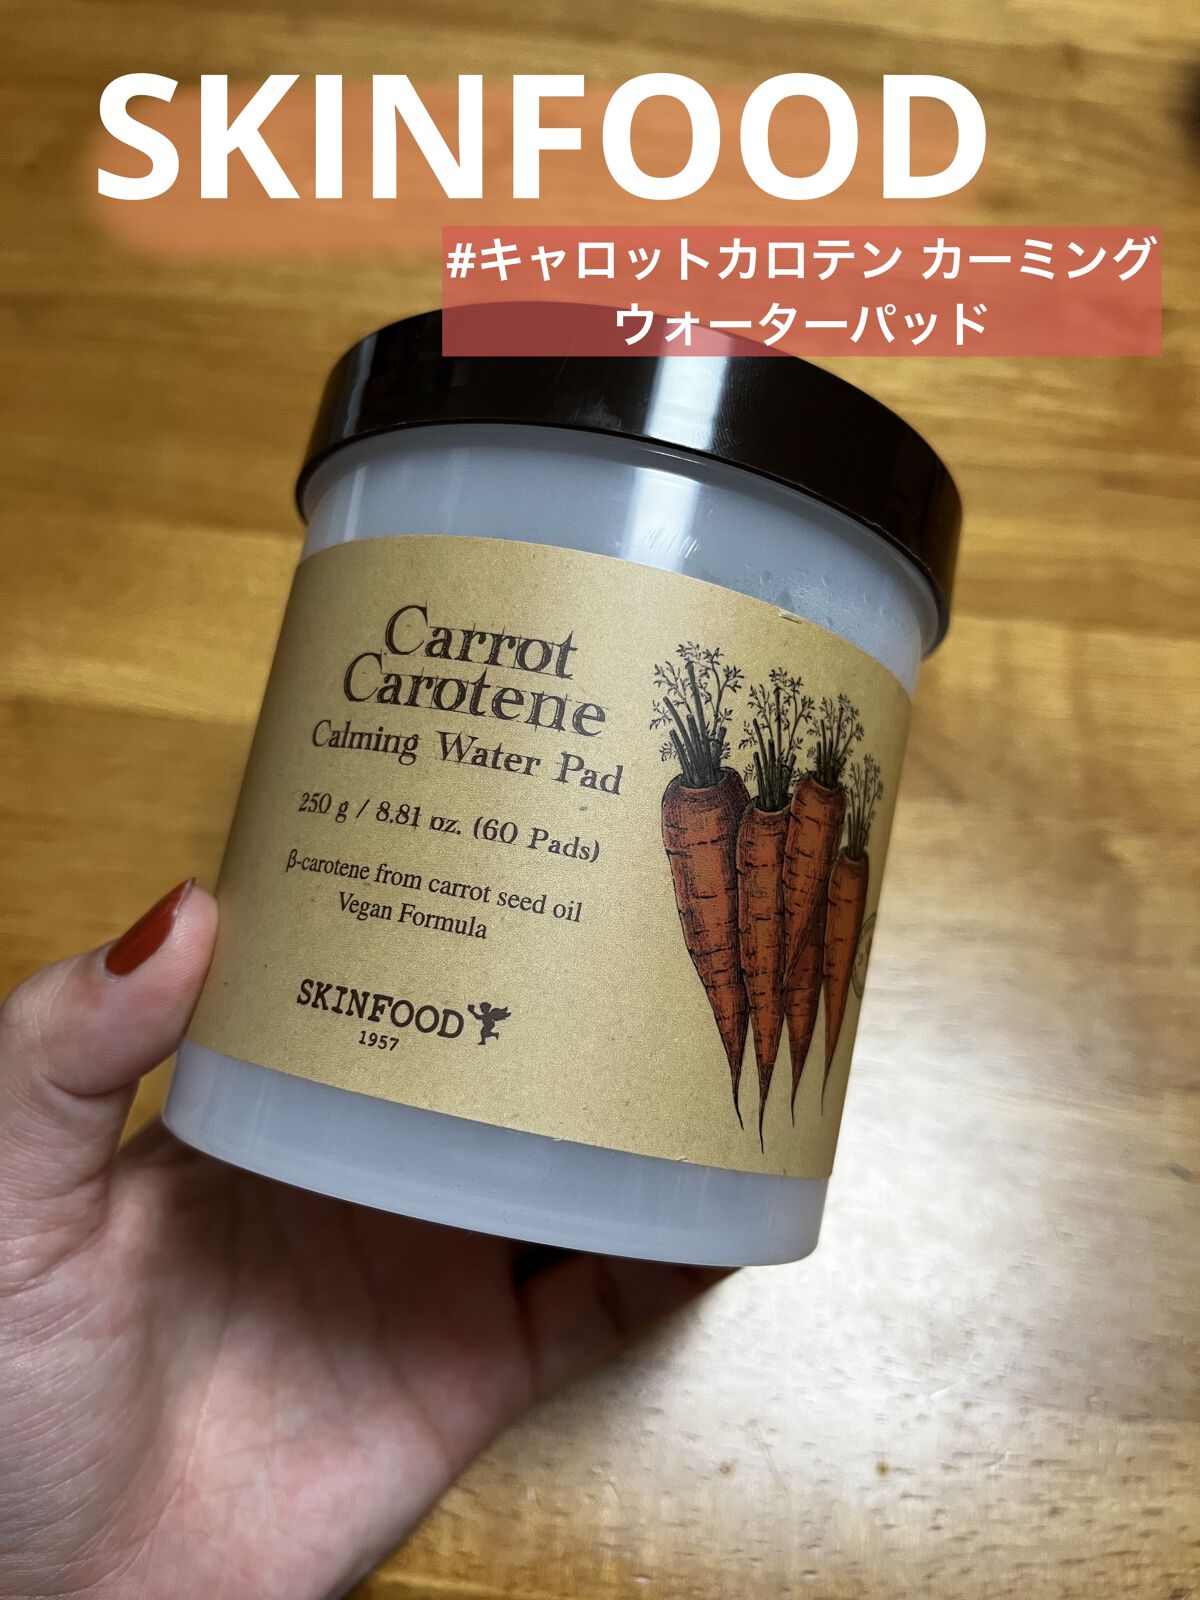 SKINFOOD
#キャロットカロテン カーミング
ウォーターパッド
Carrot
Carotene
Calming Water Pad
250 g / 8.81 oz. (60 Pads)
β-carotene from carrot seed oil
Vegan Formula
SKINFOOD
1957